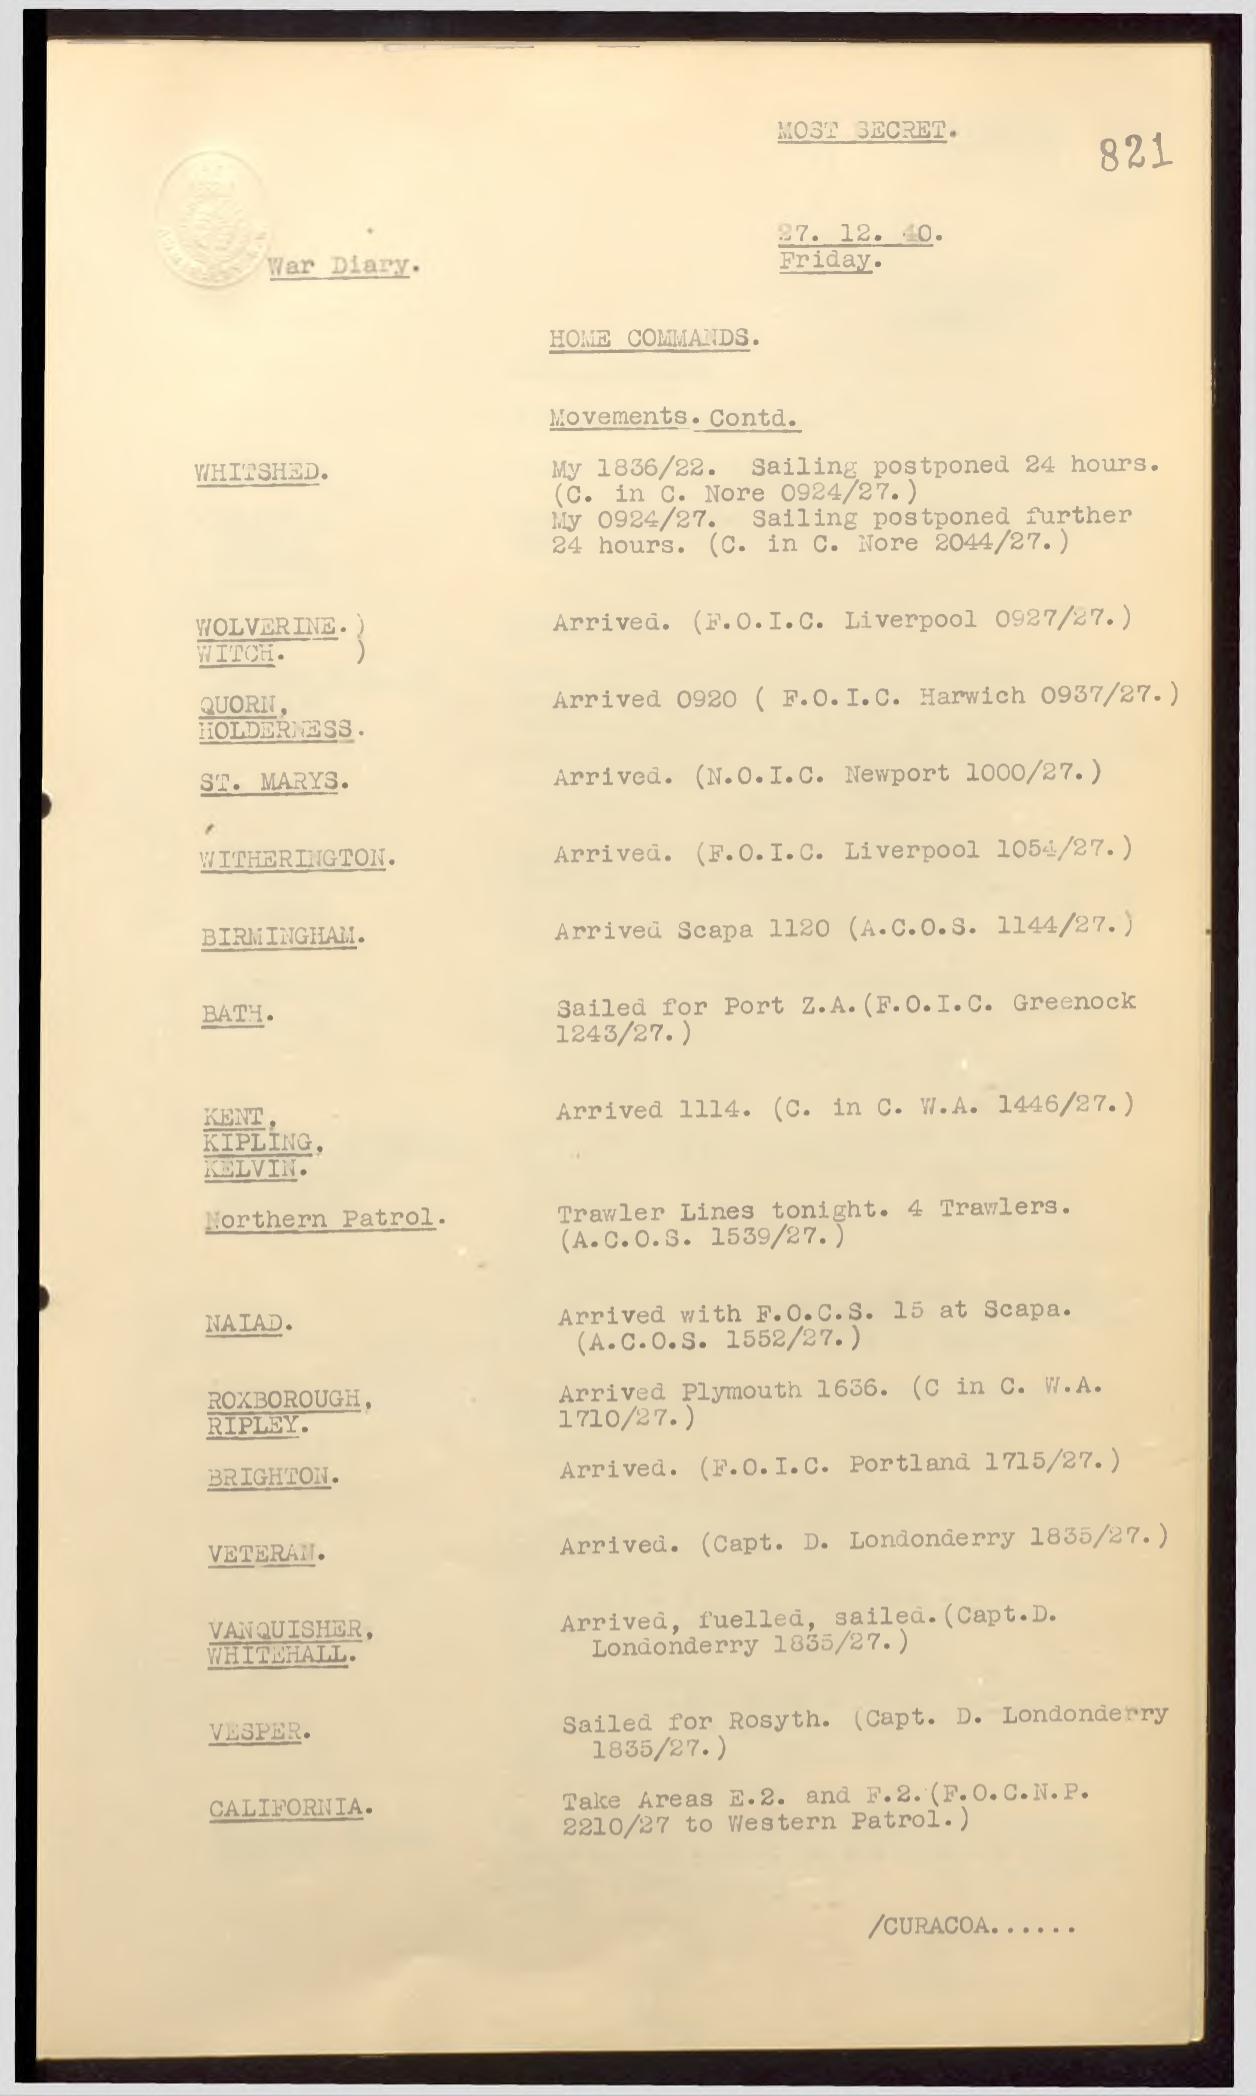 MOST SECRET.
821
27. 12. 40.
War Diary.
Friday.
HOME COMMANDS.
Movements. Contd.
WHITSHED. My 1836/22. Sailing postponed 24 hours.
(C. in C. Nore 0924/27.)
My 0924/27. Sailing postponed further
24 hours. (C. in C. Nore 2044/27.)
WOLVERINE. ) Arrived. (F.O.I.C. Liverpool 0927/27.)
WITCH. )
QUORN, Arrived 0920 ( F.O.I.C. Harwich 0937/27.)
HOLDERNESS.
ST. MARYS. Arrived. (N.O.I.C. Newport 1000/27.)
WITHERINGTON. Arrived. (F.O.I.C. Liverpool 1054/27.)
BIRMINGHAM. Arrived Scapa 1120 (A.C.O.S. 1144/27.)
BATH. Sailed for Port Z.A.(F.O.I.C. Greenock
1243/27.)
KENT, Arrived 1114. (C. in C. W.A. 1446/27.)
KIPLING,
KELVIN.
Northern Patrol. Trawler Lines tonight. 4 Trawlers.
(A.C.O.S. 1539/27.)
NAIAD. Arrived with F.O.C.S. 15 at Scapa.
(A.C.O.S. 1552/27.)
ROXBOROUGH, Arrived Plymouth 1636. (C in C. W.A.
RIPLEY. 1710/27.)
BRIGHTON. Arrived. (F.O.I.C. Portland 1715/27.)
VETERAN. Arrived. (Capt. D. Londonderry 1835/27.)
VANQUISHER, Arrived, fuelled, sailed.(Capt.D.
WHITEHALL. Londonderry 1835/27.)
VESPER. Sailed for Rosyth. (Capt. D. Londonderry
1835/27.)
CALIFORNIA. Take Areas E.2. and F.2.(F.O.C.N.P.
2210/27 to Western Patrol.)
/CURACOA......